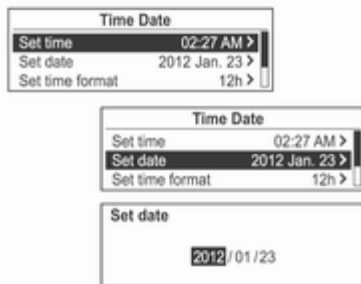 Time Date
Set time 02:27 AM >
Set date 2012 Jan. 23 >
Set time format 12h >
Time Date
Set time 02:27 AM >
Set date 2012 Jan. 23 >
Set time format 12h >
Set date
2012 / 01 / 23